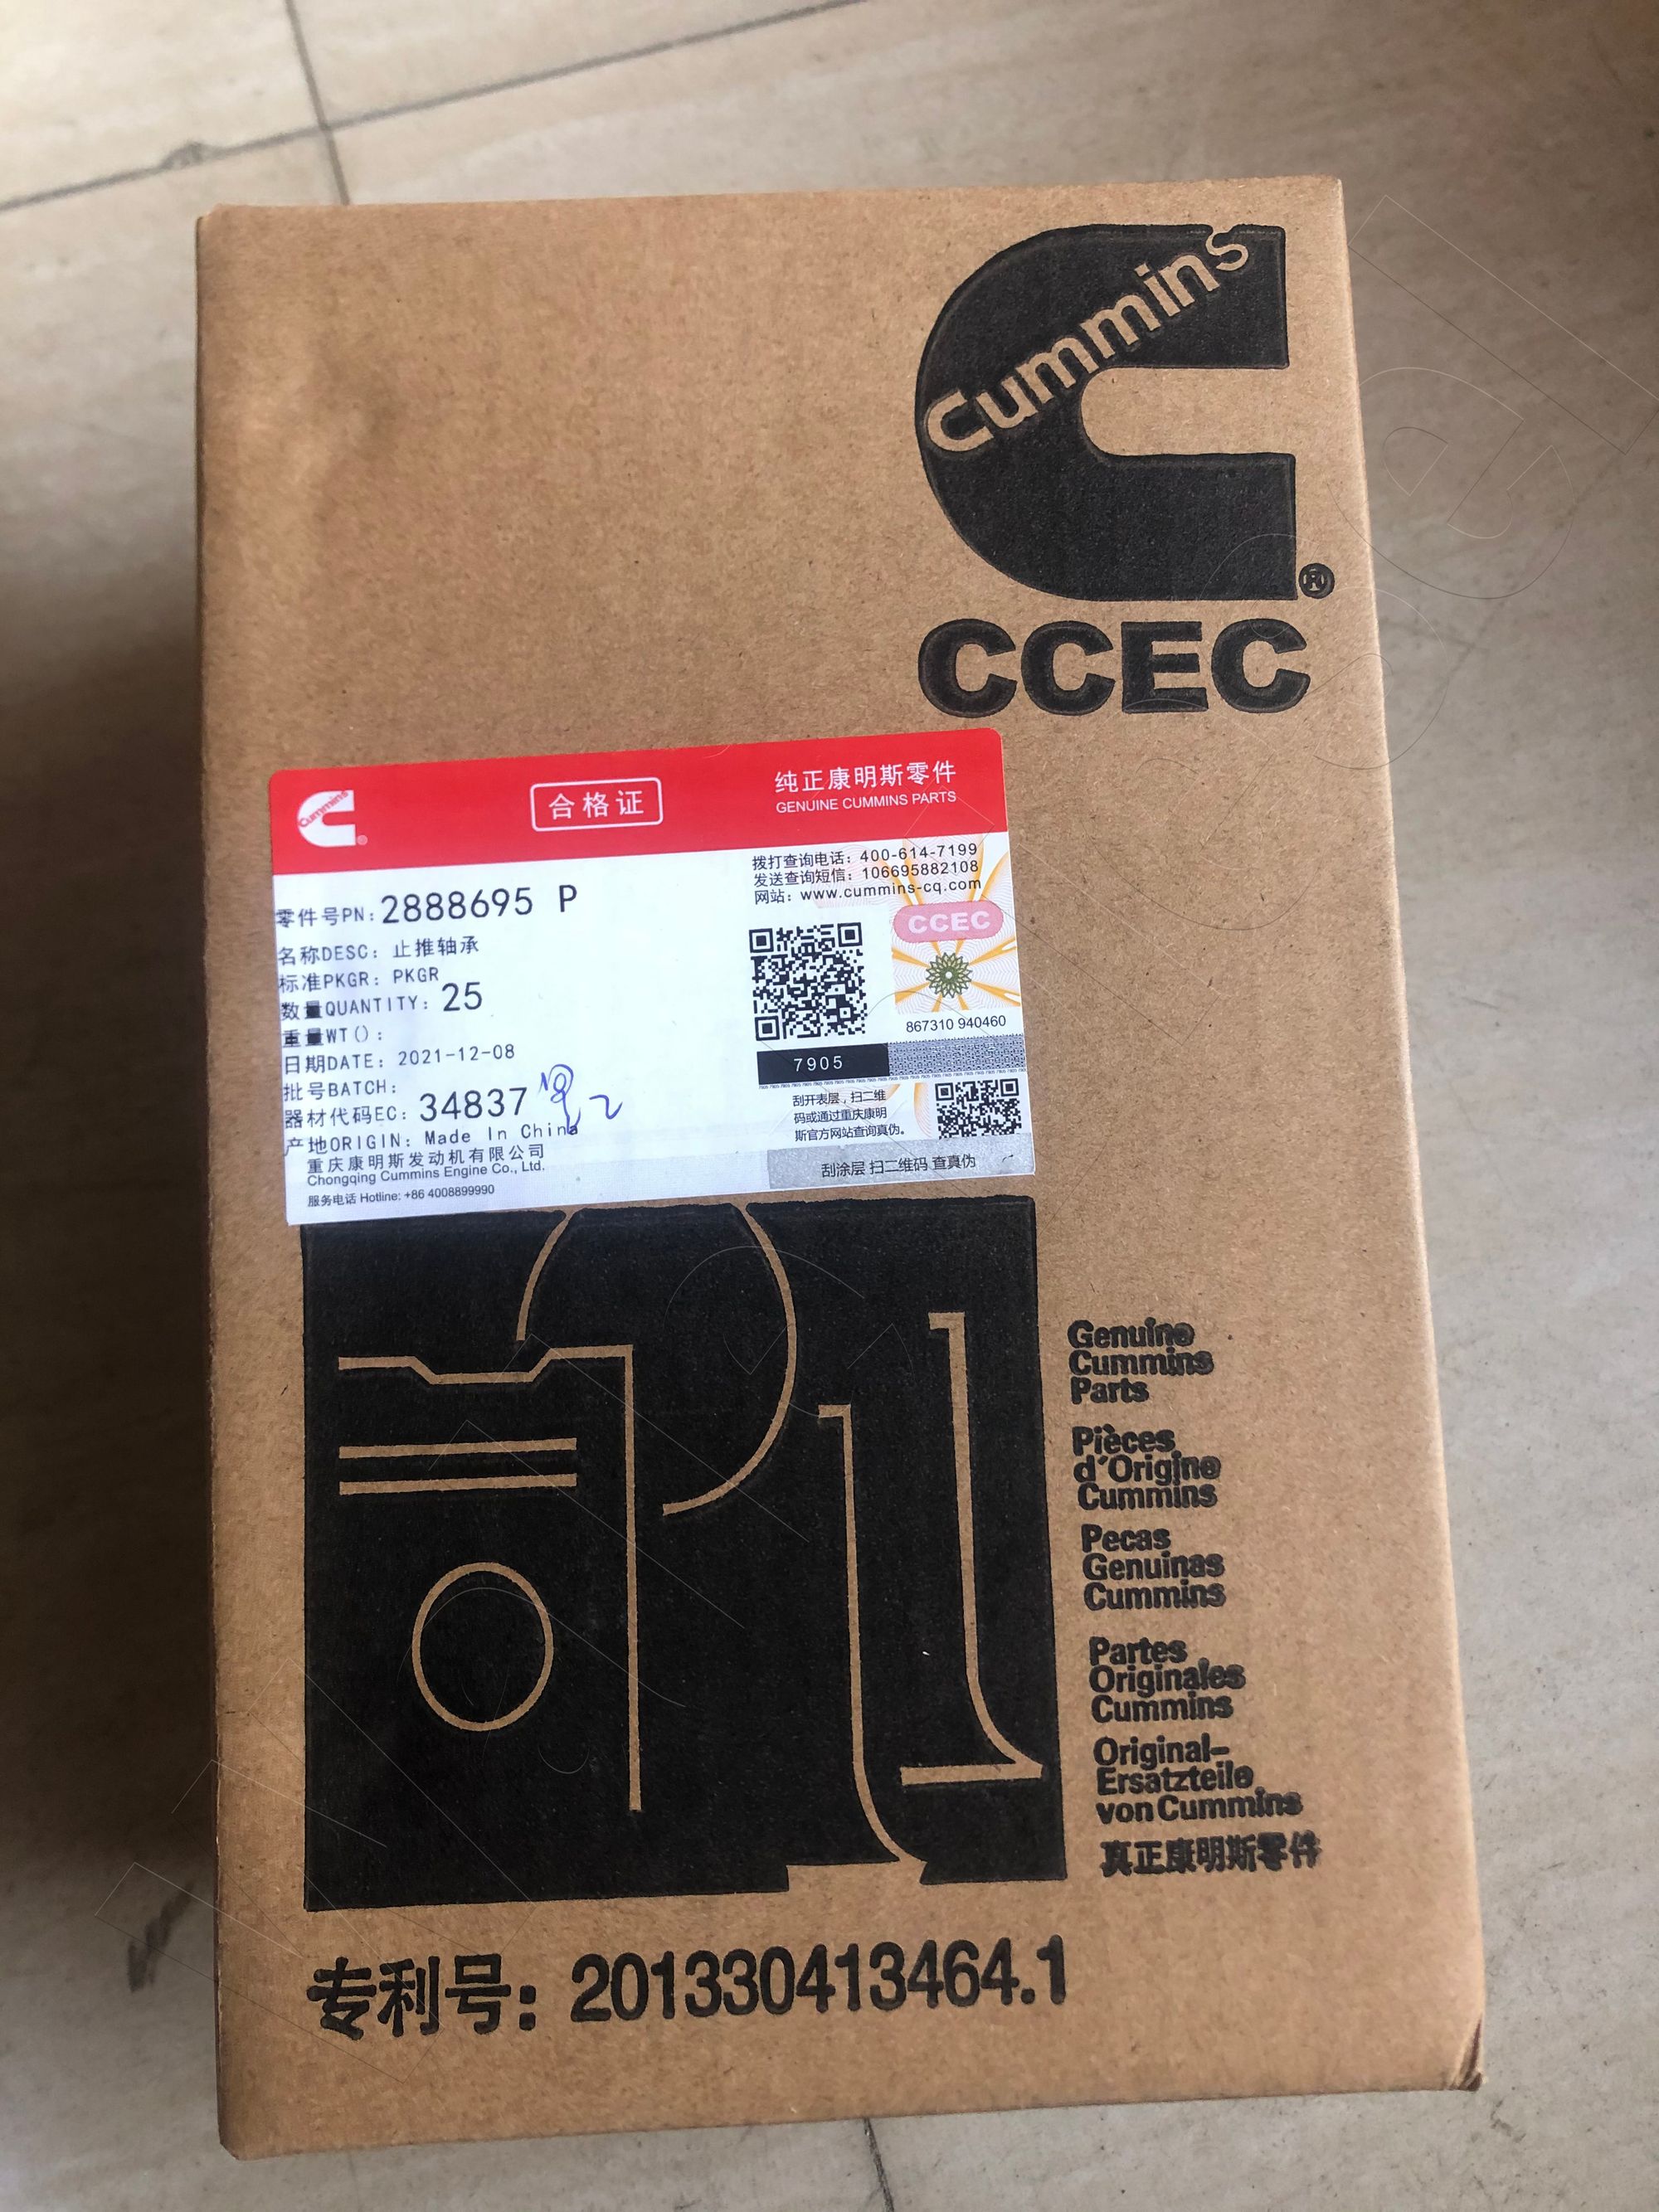 Cummins
®
CCEC
Cummins
合格证
纯正康明斯零件
GENUINE CUMMINS PARTS
零件号PN: 2888695 P
名称DESC: 止推轴承
标准PKGR: PKGR
数量QUANTITY: 25
重量WT():
日期DATE: 2021-12-08
批号BATCH:
器材代码EC: 34837
产地ORIGIN: Made In China
重庆康明斯发动机有限公司
Chongqing Cummins Engine Co., Ltd.
服务电话 Hotline: +86 4008899990
拨打查询电话: 400-614-7199
发送查询短信: 106695882108
网站: www.cummins-cq.com
CCEC
867310 940460
7905
刮开表层，扫二维
码或通过重庆康明
斯官方网站查询真伪。
刮涂层 扫二维码 查真伪
Genuine
Cummins
Parts
Pièces
d'Origine
Cummins
Pecas
Genuinas
Cummins
Partes
Originales
Cummins
Original-
Ersatzteile
von Cummins
真正康明斯零件
专利号: 201330413464.1